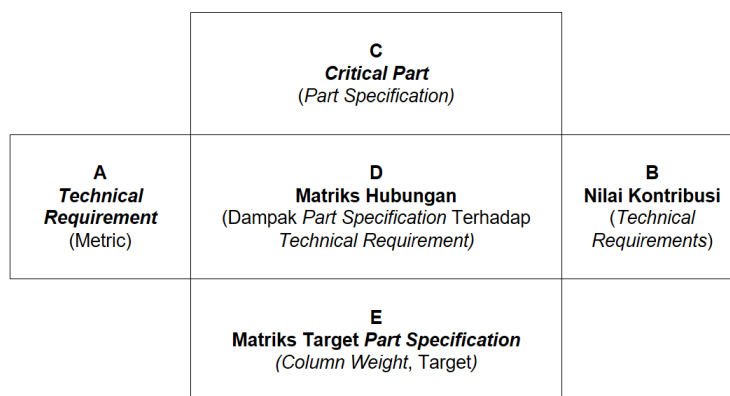 C
Critical Part
(Part Specification)
A
Technical
Requirement
(Metric)
D
Matriks Hubungan
(Dampak Part Specification Terhadap
Technical Requirement)
B
Nilai Kontribusi
(Technical
Requirements)
E
Matriks Target Part Specification
(Column Weight, Target)